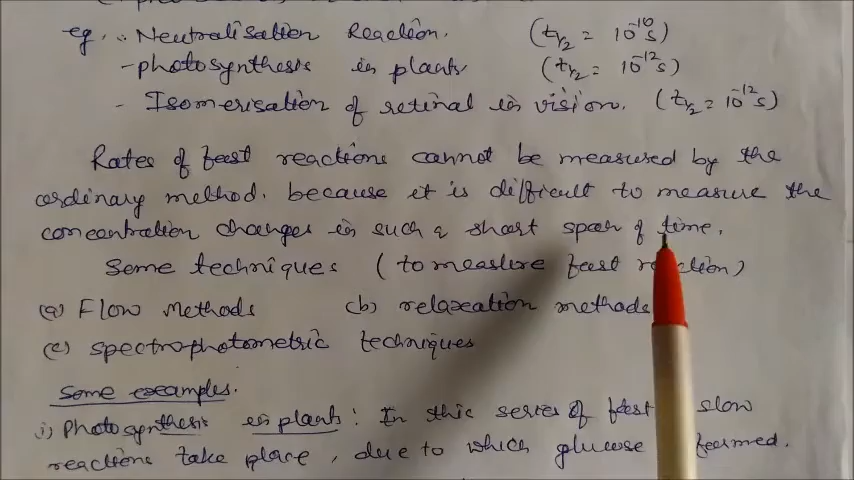 eg. :- Neutralisation Reaction. (t1/2 = 10^-10 s)
- photosynthesis in plants (t1/2 = 10^-12 s)
- Isomerisation of retinal in vision. (t1/2 = 10^-12 s)
Rates of fast reactions cannot be measured by the
ordinary method. because it is difficult to measure the
concentration changes in such a short span of time.
Some techniques (to measure fast reaction)
(a) Flow methods (b) relaxation methods
(c) spectrophotometric techniques
Some examples.
i) Photosynthesis in plants : In this series of fast slow
reactions take place, due to which glucose formed.